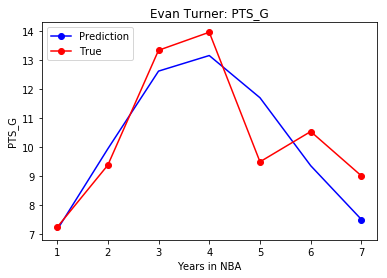 Evan Turner: PTS_G
Prediction
True
PTS_G
14
13
12
11
10
9
8
7
1 2 3 4 5 6 7
Years in NBA